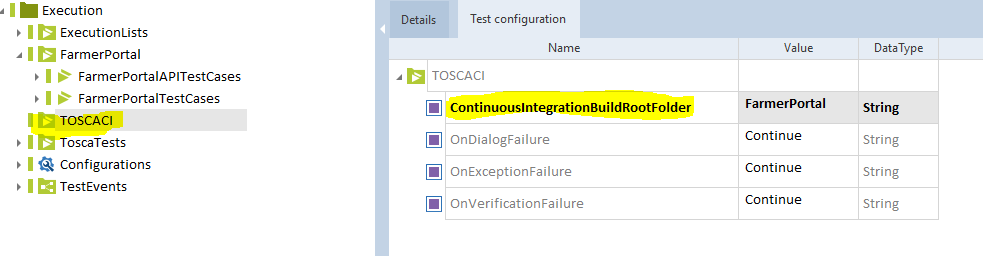 Execution
ExecutionLists
FarmerPortal
FarmerPortalAPITestCases
FarmerPortalTestCases
TOSCACI
ToscaTests
Configurations
TestEvents
Details Test configuration
Name Value DataType
TOSCACI
ContinuousIntegrationBuildRootFolder FarmerPortal String
OnDialogFailure Continue String
OnExceptionFailure Continue String
OnVerificationFailure Continue String